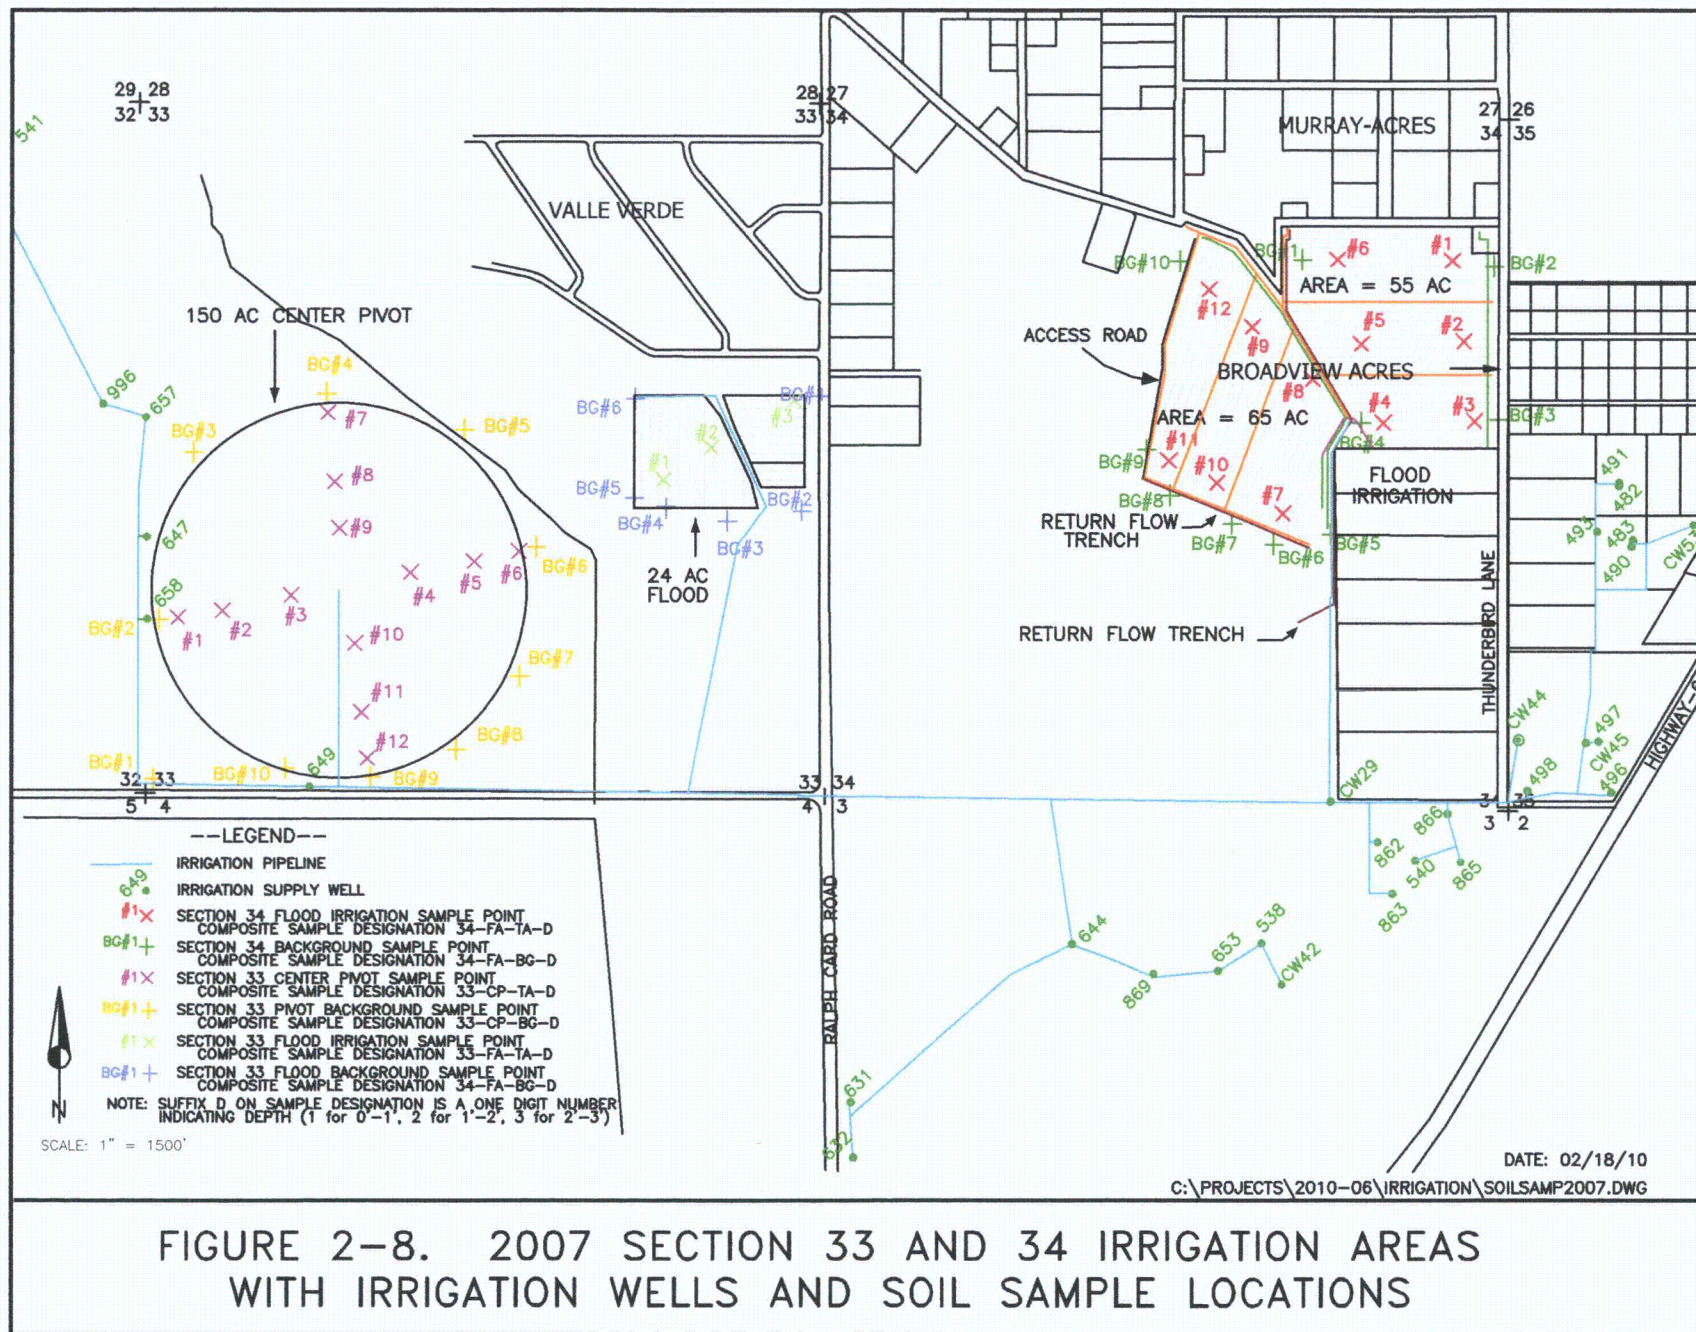 541
29 28
32 33
28 27
33 34
27 26
34 35
MURRAY-ACRES
VALLE VERDE
150 AC CENTER PIVOT
BG#10
BG#1
#6
#1
BG#2
AREA = 55 AC
#12
#5
#2
#9
ACCESS ROAD
BROADVIEW ACRES
#8
#4
#3
BG#3
AREA = 65 AC
BG#4
#11
BG#9
#10
BG#8
#7
FLOOD
IRRIGATION
RETURN FLOW
TRENCH
BG#7
BG#6
BG#5
RETURN FLOW TRENCH
THUNDERBIRD LANE
996
657
647
658
BG#4
BG#3
BG#5
#7
#8
#9
BG#6
#6
#5
#4
#3
#2
#1
BG#2
#10
BG#7
#11
#12
BG#8
BG#9
BG#10
BG#1
649
32 33
5 4
BG#6
BG#1
#3
#2
#1
BG#5
BG#4
BG#3
BG#2
24 AC
FLOOD
33 34
4 3
491
482
493
483
490
CW53
CW44
497
CW45
496
498
CW29
3 2
866
862
540
865
863
644
869
653
538
CW42
631
632
RALPH CARD ROAD
--LEGEND--
IRRIGATION PIPELINE
649 IRRIGATION SUPPLY WELL
#1 SECTION 34 FLOOD IRRIGATION SAMPLE POINT
COMPOSITE SAMPLE DESIGNATION 34-FA-TA-D
BG#1 SECTION 34 BACKGROUND SAMPLE POINT
COMPOSITE SAMPLE DESIGNATION 34-FA-BG-D
#1 SECTION 33 CENTER PIVOT SAMPLE POINT
COMPOSITE SAMPLE DESIGNATION 33-CP-TA-D
BG#1 SECTION 33 PIVOT BACKGROUND SAMPLE POINT
COMPOSITE SAMPLE DESIGNATION 33-CP-BG-D
#1 SECTION 33 FLOOD IRRIGATION SAMPLE POINT
COMPOSITE SAMPLE DESIGNATION 33-FA-TA-D
BG#1 SECTION 33 FLOOD BACKGROUND SAMPLE POINT
COMPOSITE SAMPLE DESIGNATION 34-FA-BG-D
NOTE: SUFFIX D ON SAMPLE DESIGNATION IS A ONE DIGIT NUMBER
INDICATING DEPTH (1 for 0'-1', 2 for 1'-2', 3 for 2'-3')
N
SCALE: 1" = 1500'
DATE: 02/18/10
C:\PROJECTS\2010-06\IRRIGATION\SOILSAMP2007.DWG
FIGURE 2-8. 2007 SECTION 33 AND 34 IRRIGATION AREAS
WITH IRRIGATION WELLS AND SOIL SAMPLE LOCATIONS